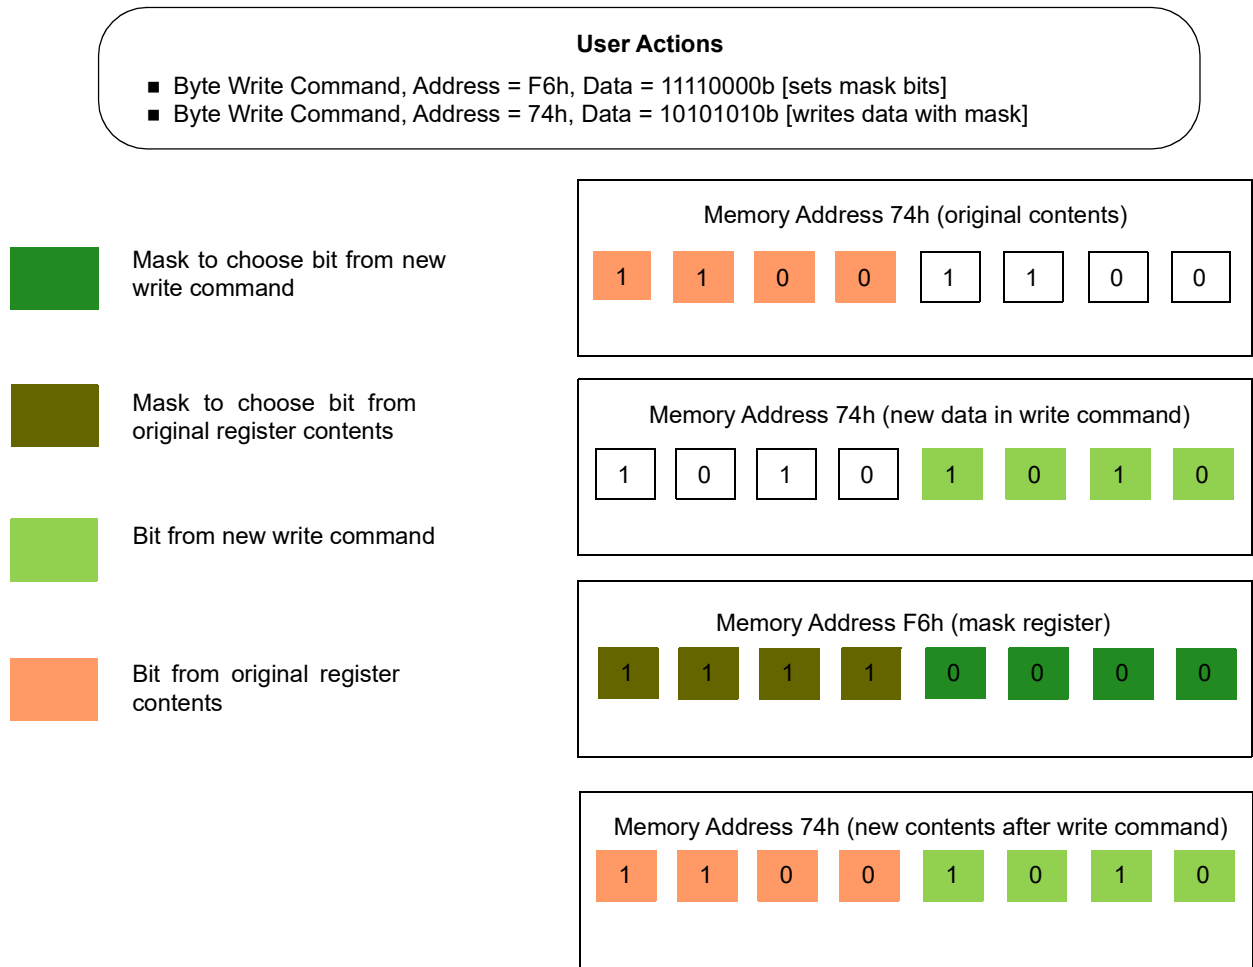 User Actions
■ Byte Write Command, Address = F6h, Data = 11110000b [sets mask bits]
■ Byte Write Command, Address = 74h, Data = 10101010b [writes data with mask]
Mask to choose bit from new
write command
Mask to choose bit from
original register contents
Bit from new write command
Bit from original register
contents
Memory Address 74h (original contents)
1 1 0 0 1 1 0 0
Memory Address 74h (new data in write command)
1 0 1 0 1 0 1 0
Memory Address F6h (mask register)
1 1 1 1 0 0 0 0
Memory Address 74h (new contents after write command)
1 1 0 0 1 0 1 0